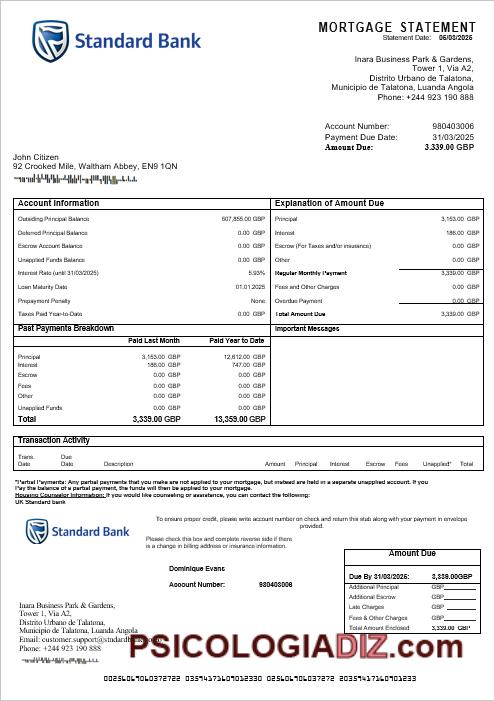 Standard Bank
MORTGAGE STATEMENT
Statement Date: 06/03/2026
Inara Business Park & Gardens,
Tower 1, Via A2,
Distrito Urbano de Talatona,
Municipio de Talatona, Luanda Angola
Phone: +244 923 190 888
Account Number: 980403006
Payment Due Date: 31/03/2025
Amount Due: 3,339.00 GBP
John Citizen
92 Crooked Mile, Waltham Abbey, EN9 1QN
Account Information
Outsiding Principal Balance 607,855.00 GBP
Deferred Principal Balance 0.00 GBP
Escrow Account Balance 0.00 GBP
Unapplied Funds Balance 0.00 GBP
Interest Rate (until 31/03/2025) 5.93%
Loan Maturity Date 01.01.2025
Prepayment Penalty None
Taxes Paid Year-to-Date 0.00 GBP
Explanation of Amount Due
Principal 3,153.00 GBP
Interest 186.00 GBP
Escrow (For Taxes and/or insurance) 0.00 GBP
Other 0.00 GBP
Regular Monthly Payment 3,339.00 GBP
Fees and Other Charges 0.00 GBP
Overdue Payment 0.00 GBP
Total Amount Due 3,339.00 GBP
Past Payments Breakdown
Paid Last Month Paid Year to Date
Principal 3,153.00 GBP 12,612.00 GBP
Interest 186.00 GBP 747.00 GBP
Escrow 0.00 GBP 0.00 GBP
Fees 0.00 GBP 0.00 GBP
Other 0.00 GBP 0.00 GBP
Unapplied Funds 0.00 GBP 0.00 GBP
Total 3,339.00 GBP 13,359.00 GBP
Important Messages
Transaction Activity
Trans. Date Due Date Description Amount Principal Interest Escrow Fees Unapplied* Total
*Partial Payments: Any partial payments that you make are not applied to your mortgage, but instead are held in a separate unapplied account. If you
Pay the balance of a partial payment, the funds will then be applied to your mortgage.
Housing Counselor Information: If you would like counseling or assistance, you can contact the following:
UK Standard bank
Standard Bank
To ensure proper credit, please write account number on check and return this stub along with your payment in envelope
provided.
Please check this box and complete reverse side if there
is a change in billing address or insurance information.
Dominique Evans
Account Number: 980403006
Amount Due
Due By 31/03/2025: 3,339.00GBP
Additional Principal GBP
Additional Escrow GBP
Late Charges GBP
Fees & Other Charges GBP
Total Amount Enclosed 3,339.00 GBP
Inara Business Park & Gardens,
Tower 1, Via A2,
Distrito Urbano de Talatona,
Municipio de Talatona, Luanda Angola
Email: customer.support@stndardb
Phone: +244 923 190 888
PSICOLOGIADIZ.com